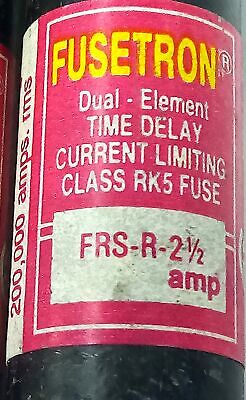 FUSETRON®
Dual - Element
TIME DELAY
CURRENT LIMITING
CLASS RK5 FUSE
FRS-R-2½
amp
200,000 amps. rms